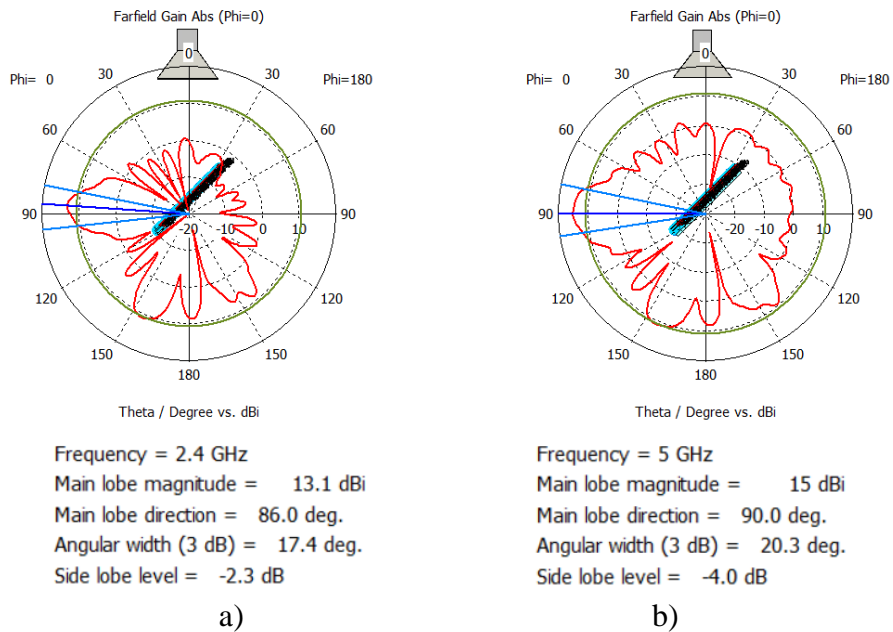 Farfield Gain Abs (Phi=0)
Phi= 0
30
0
30
Phi=180
60
60
90
-20
-10
0
10
90
120
120
150
150
180
Theta / Degree vs. dBi
Frequency = 2.4 GHz
Main lobe magnitude = 13.1 dBi
Main lobe direction = 86.0 deg.
Angular width (3 dB) = 17.4 deg.
Side lobe level = -2.3 dB
a)
Farfield Gain Abs (Phi=0)
Phi= 0
30
0
30
Phi=180
60
60
90
-20
-10
0
10
90
120
120
150
150
180
Theta / Degree vs. dBi
Frequency = 5 GHz
Main lobe magnitude = 15 dBi
Main lobe direction = 90.0 deg.
Angular width (3 dB) = 20.3 deg.
Side lobe level = -4.0 dB
b)